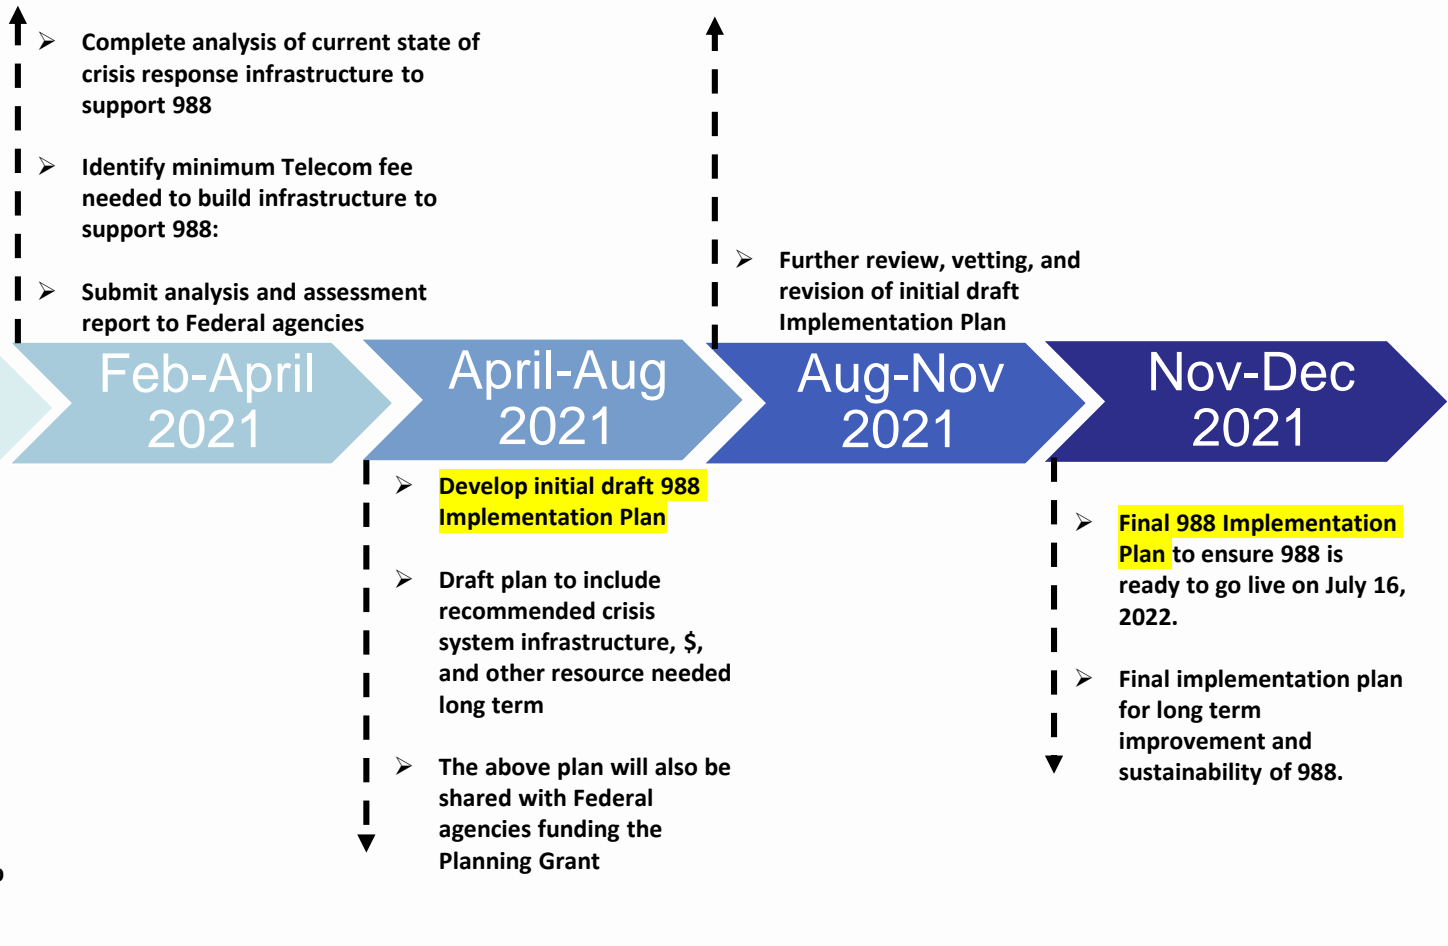 ➢ Complete analysis of current state of
crisis response infrastructure to
support 988
➢ Identify minimum Telecom fee
needed to build infrastructure to
support 988:
➢ Submit analysis and assessment
report to Federal agencies
➢ Further review, vetting, and
revision of initial draft
Implementation Plan
Feb-April
2021
April-Aug
2021
Aug-Nov
2021
Nov-Dec
2021
➢ Develop initial draft 988
Implementation Plan
➢ Draft plan to include
recommended crisis
system infrastructure, $,
and other resource needed
long term
➢ The above plan will also be
shared with Federal
agencies funding the
Planning Grant
➢ Final 988 Implementation
Plan to ensure 988 is
ready to go live on July 16,
2022.
➢ Final implementation plan
for long term
improvement and
sustainability of 988.